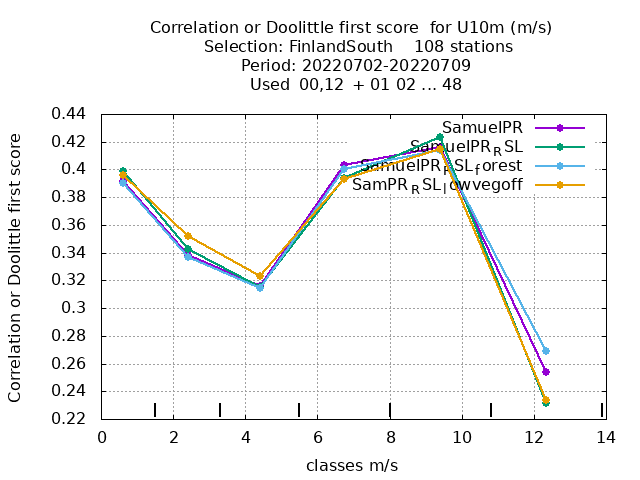 Correlation or Doolittle first score  for U10m (m/s)
Selection: FinlandSouth    108 stations
Period: 20220702-20220709
Used  00,12  + 01 02 ... 48
Correlation or Doolittle first score
0.44
0.42
0.4
0.38
0.36
0.34
0.32
0.3
0.28
0.26
0.24
0.22
SamuelPR
SamuelPR_RSL
SamuelPR_RSL_forest
SamPR_RSL_lowvegoff
0 2 4 6 8 10 12 14
classes m/s